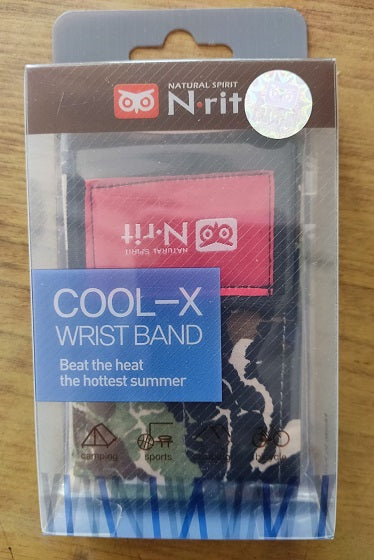 NATURAL SPIRIT
N·rit
N·rit
NATURAL SPIRIT
COOL–X
WRIST BAND
Beat the heat
the hottest summer
camping
sports
bicycle